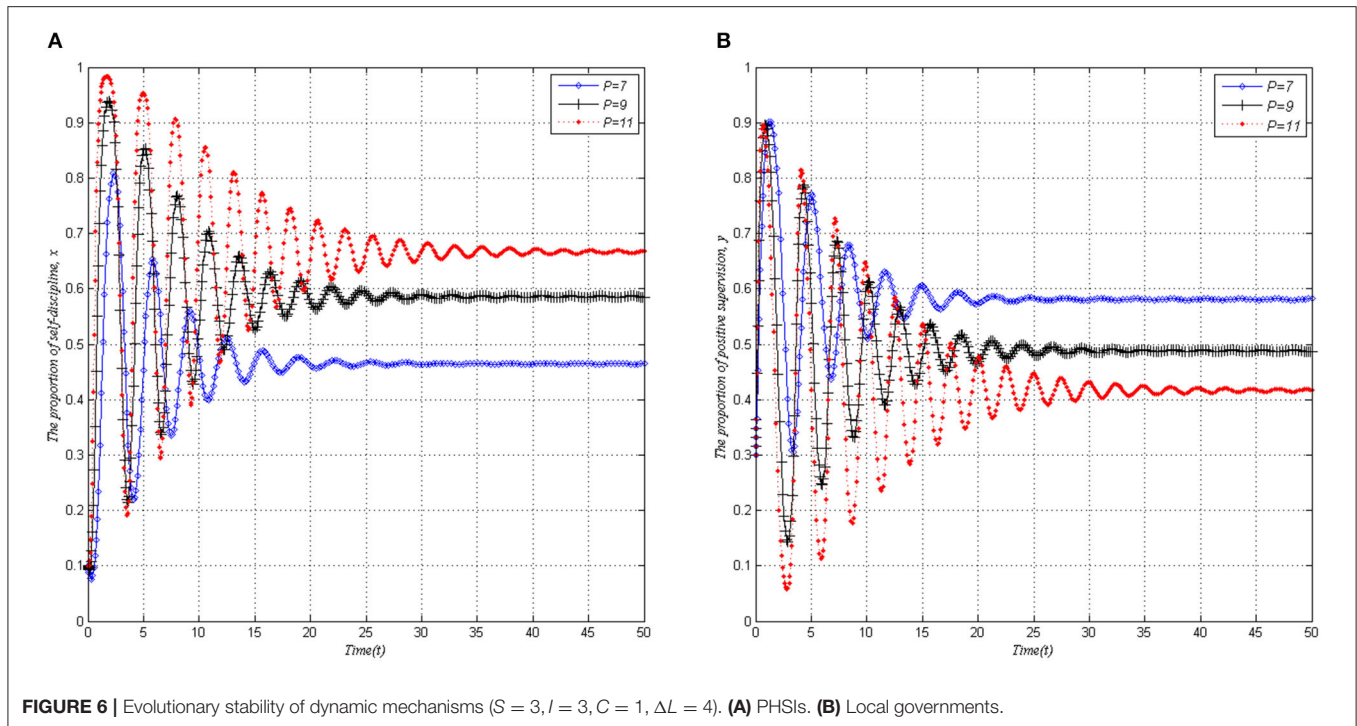 A
The proportion of self-discipline, x
1
0.9
0.8
0.7
0.6
0.5
0.4
0.3
0.2
0.1
0
0 5 10 15 20 25 30 35 40 45 50
Time(t)
P=7
P=9
P=11
B
The proportion of positive supervision, y
1
0.9
0.8
0.7
0.6
0.5
0.4
0.3
0.2
0.1
0
0 5 10 15 20 25 30 35 40 45 50
Time(t)
P=7
P=9
P=11
FIGURE 6 | Evolutionary stability of dynamic mechanisms (S = 3, I = 3, C = 1, ΔL = 4). (A) PHSIs. (B) Local governments.